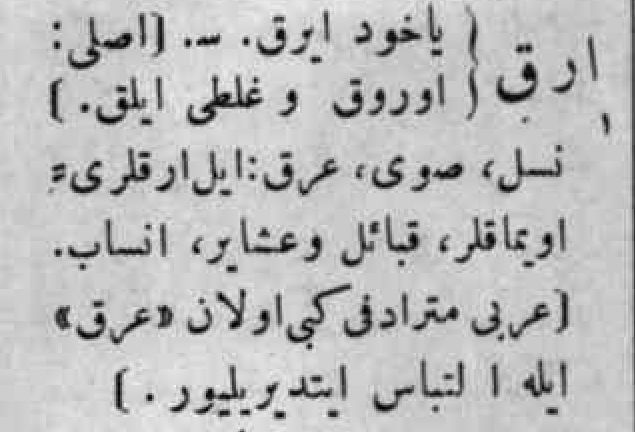 ارق { یاخود ایرق. س. [اصلی:
{ اوروق و غلطی ایلق. ]
۱ نسل، صوی، عرق: ایل ارقلری=
اویماقلر، قبائل وعشایر، انساب.
[عربی مترادفی کبی اولان «عرق»
ایله التباس ایتدیریلیور. ]